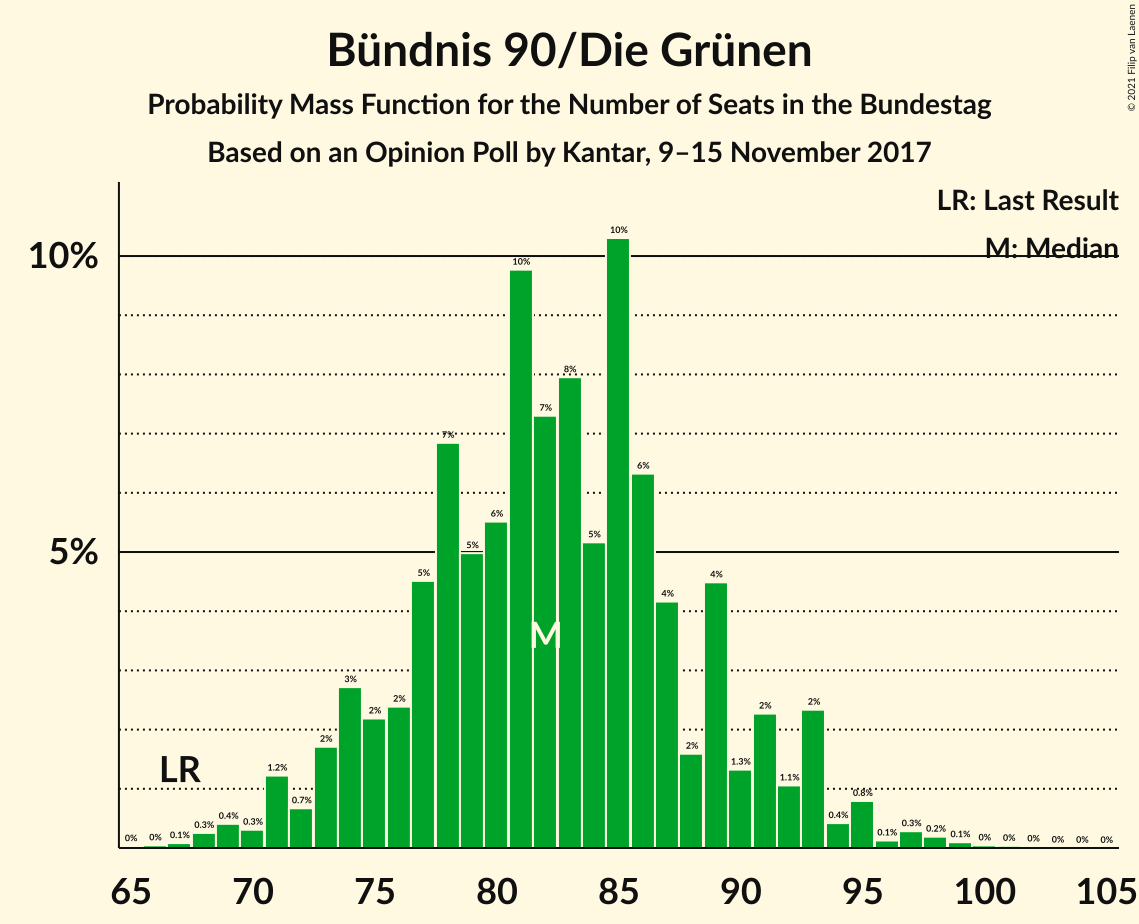 Bündnis 90/Die Grünen
Probability Mass Function for the Number of Seats in the Bundestag
Based on an Opinion Poll by Kantar, 9–15 November 2017
© 2021 Filip van Laenen
LR: Last Result
M: Median
10%
5%
LR
M
0% 0% 0.1% 0.3% 0.4% 0.3% 1.2% 0.7% 2% 3% 2% 2% 5% 7% 5% 6% 10% 7% 8% 5% 10% 6% 4% 2% 4% 1.3% 2% 1.1% 2% 0.4% 0.8% 0.1% 0.3% 0.2% 0.1% 0% 0% 0% 0% 0% 0%
65 70 75 80 85 90 95 100 105